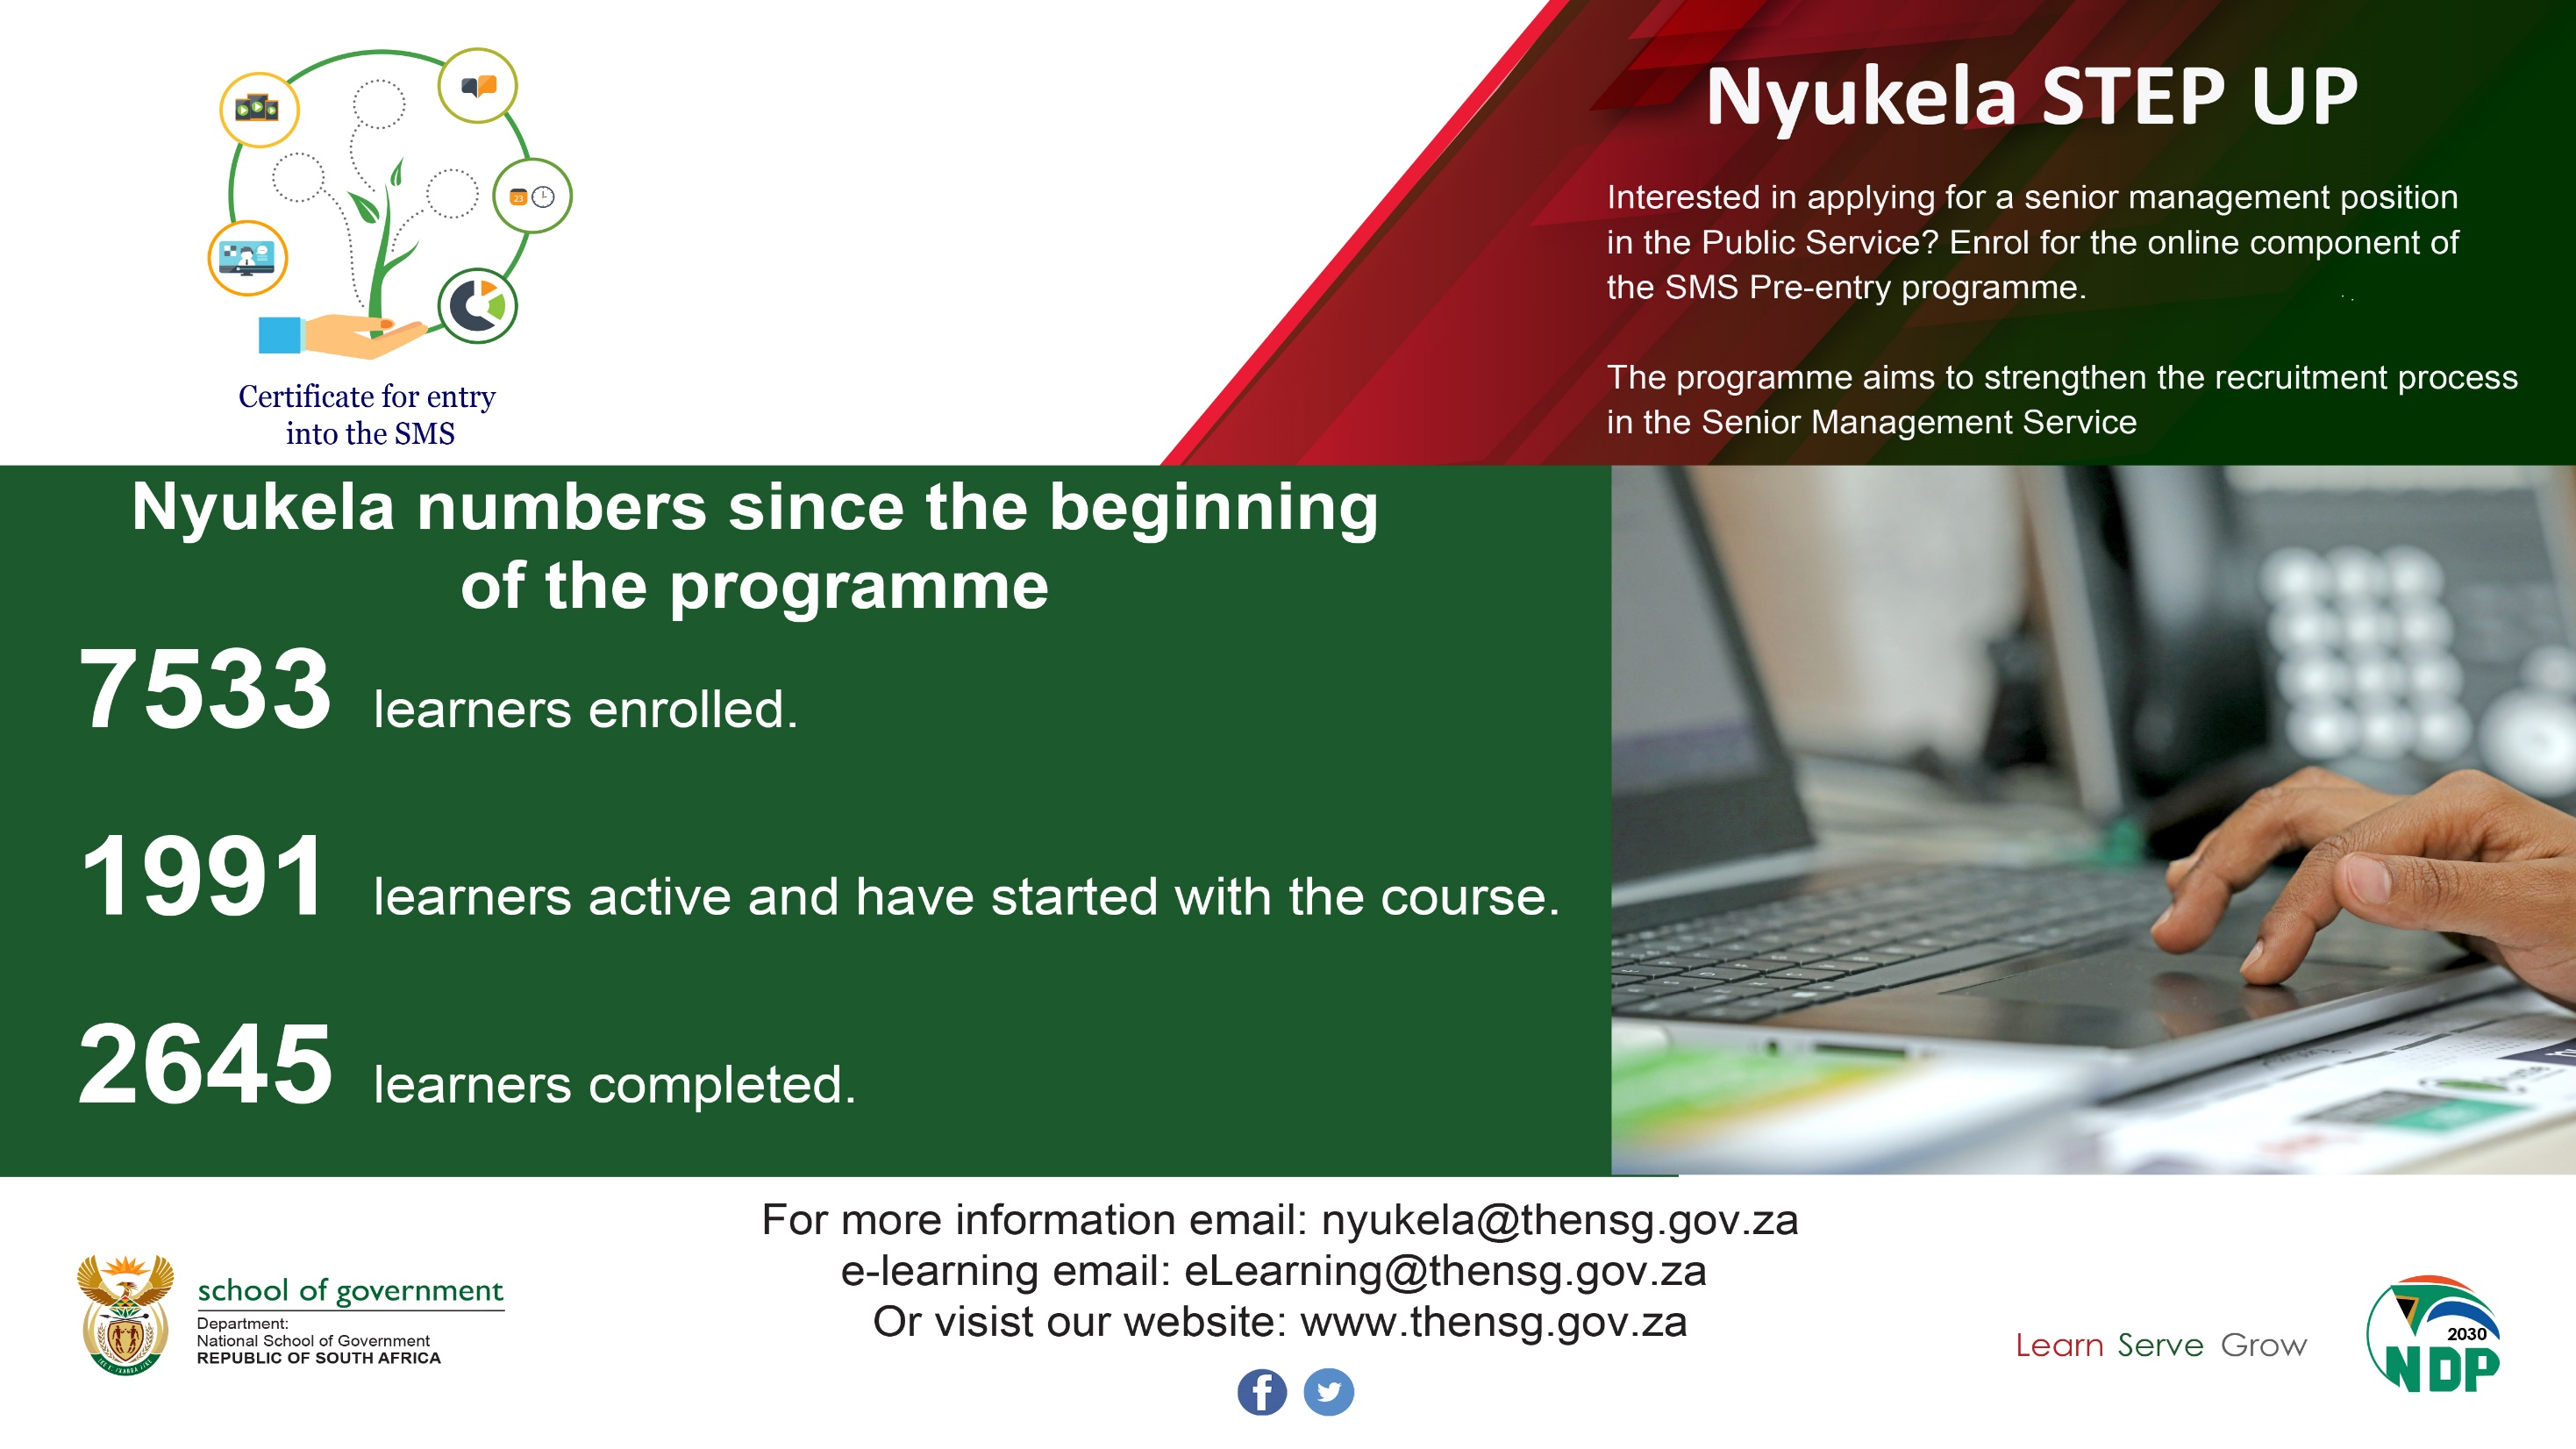 Certificate for entry
into the SMS
Nyukela STEP UP
Interested in applying for a senior management position
in the Public Service? Enrol for the online component of
the SMS Pre-entry programme.
The programme aims to strengthen the recruitment process
in the Senior Management Service
Nyukela numbers since the beginning
of the programme
7533 learners enrolled.
1991 learners active and have started with the course.
2645 learners completed.
For more information email: nyukela@thensg.gov.za
e-learning email: eLearning@thensg.gov.za
Or visist our website: www.thensg.gov.za
school of government
Department:
National School of Government
REPUBLIC OF SOUTH AFRICA
Learn Serve Grow
2030
NDP
23